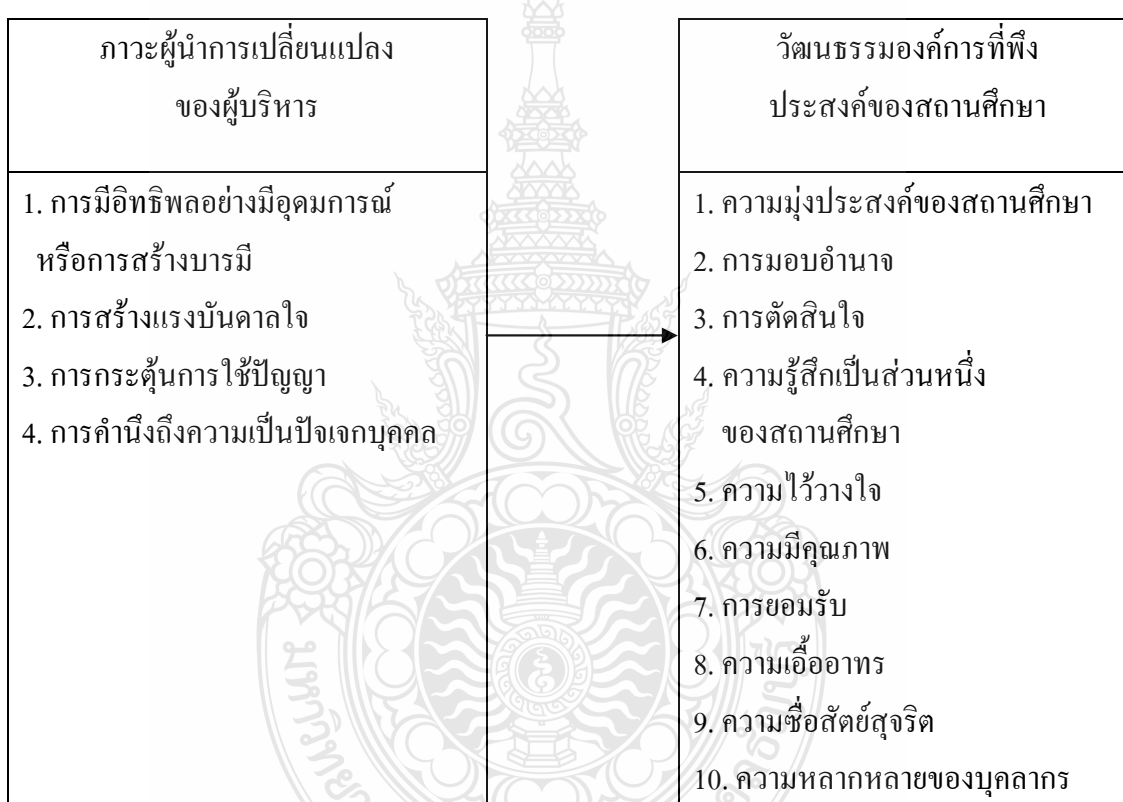 ภาวะผู้นำการเปลี่ยนแปลง
ของผู้บริหาร
1. การมีอิทธิพลอย่างมีอุดมการณ์
หรือการสร้างบารมี
2. การสร้างแรงบันดาลใจ
3. การกระตุ้นการใช้ปัญญา
4. การคำนึงถึงความเป็นปัจเจกบุคคล
วัฒนธรรมองค์การที่พึง
ประสงค์ของสถานศึกษา
1. ความมุ่งประสงค์ของสถานศึกษา
2. การมอบอำนาจ
3. การตัดสินใจ
4. ความรู้สึกเป็นส่วนหนึ่ง
ของสถานศึกษา
5. ความไว้วางใจ
6. ความมีคุณภาพ
7. การยอมรับ
8. ความเอื้ออาทร
9. ความซื่อสัตย์สุจริต
10. ความหลากหลายของบุคลากร